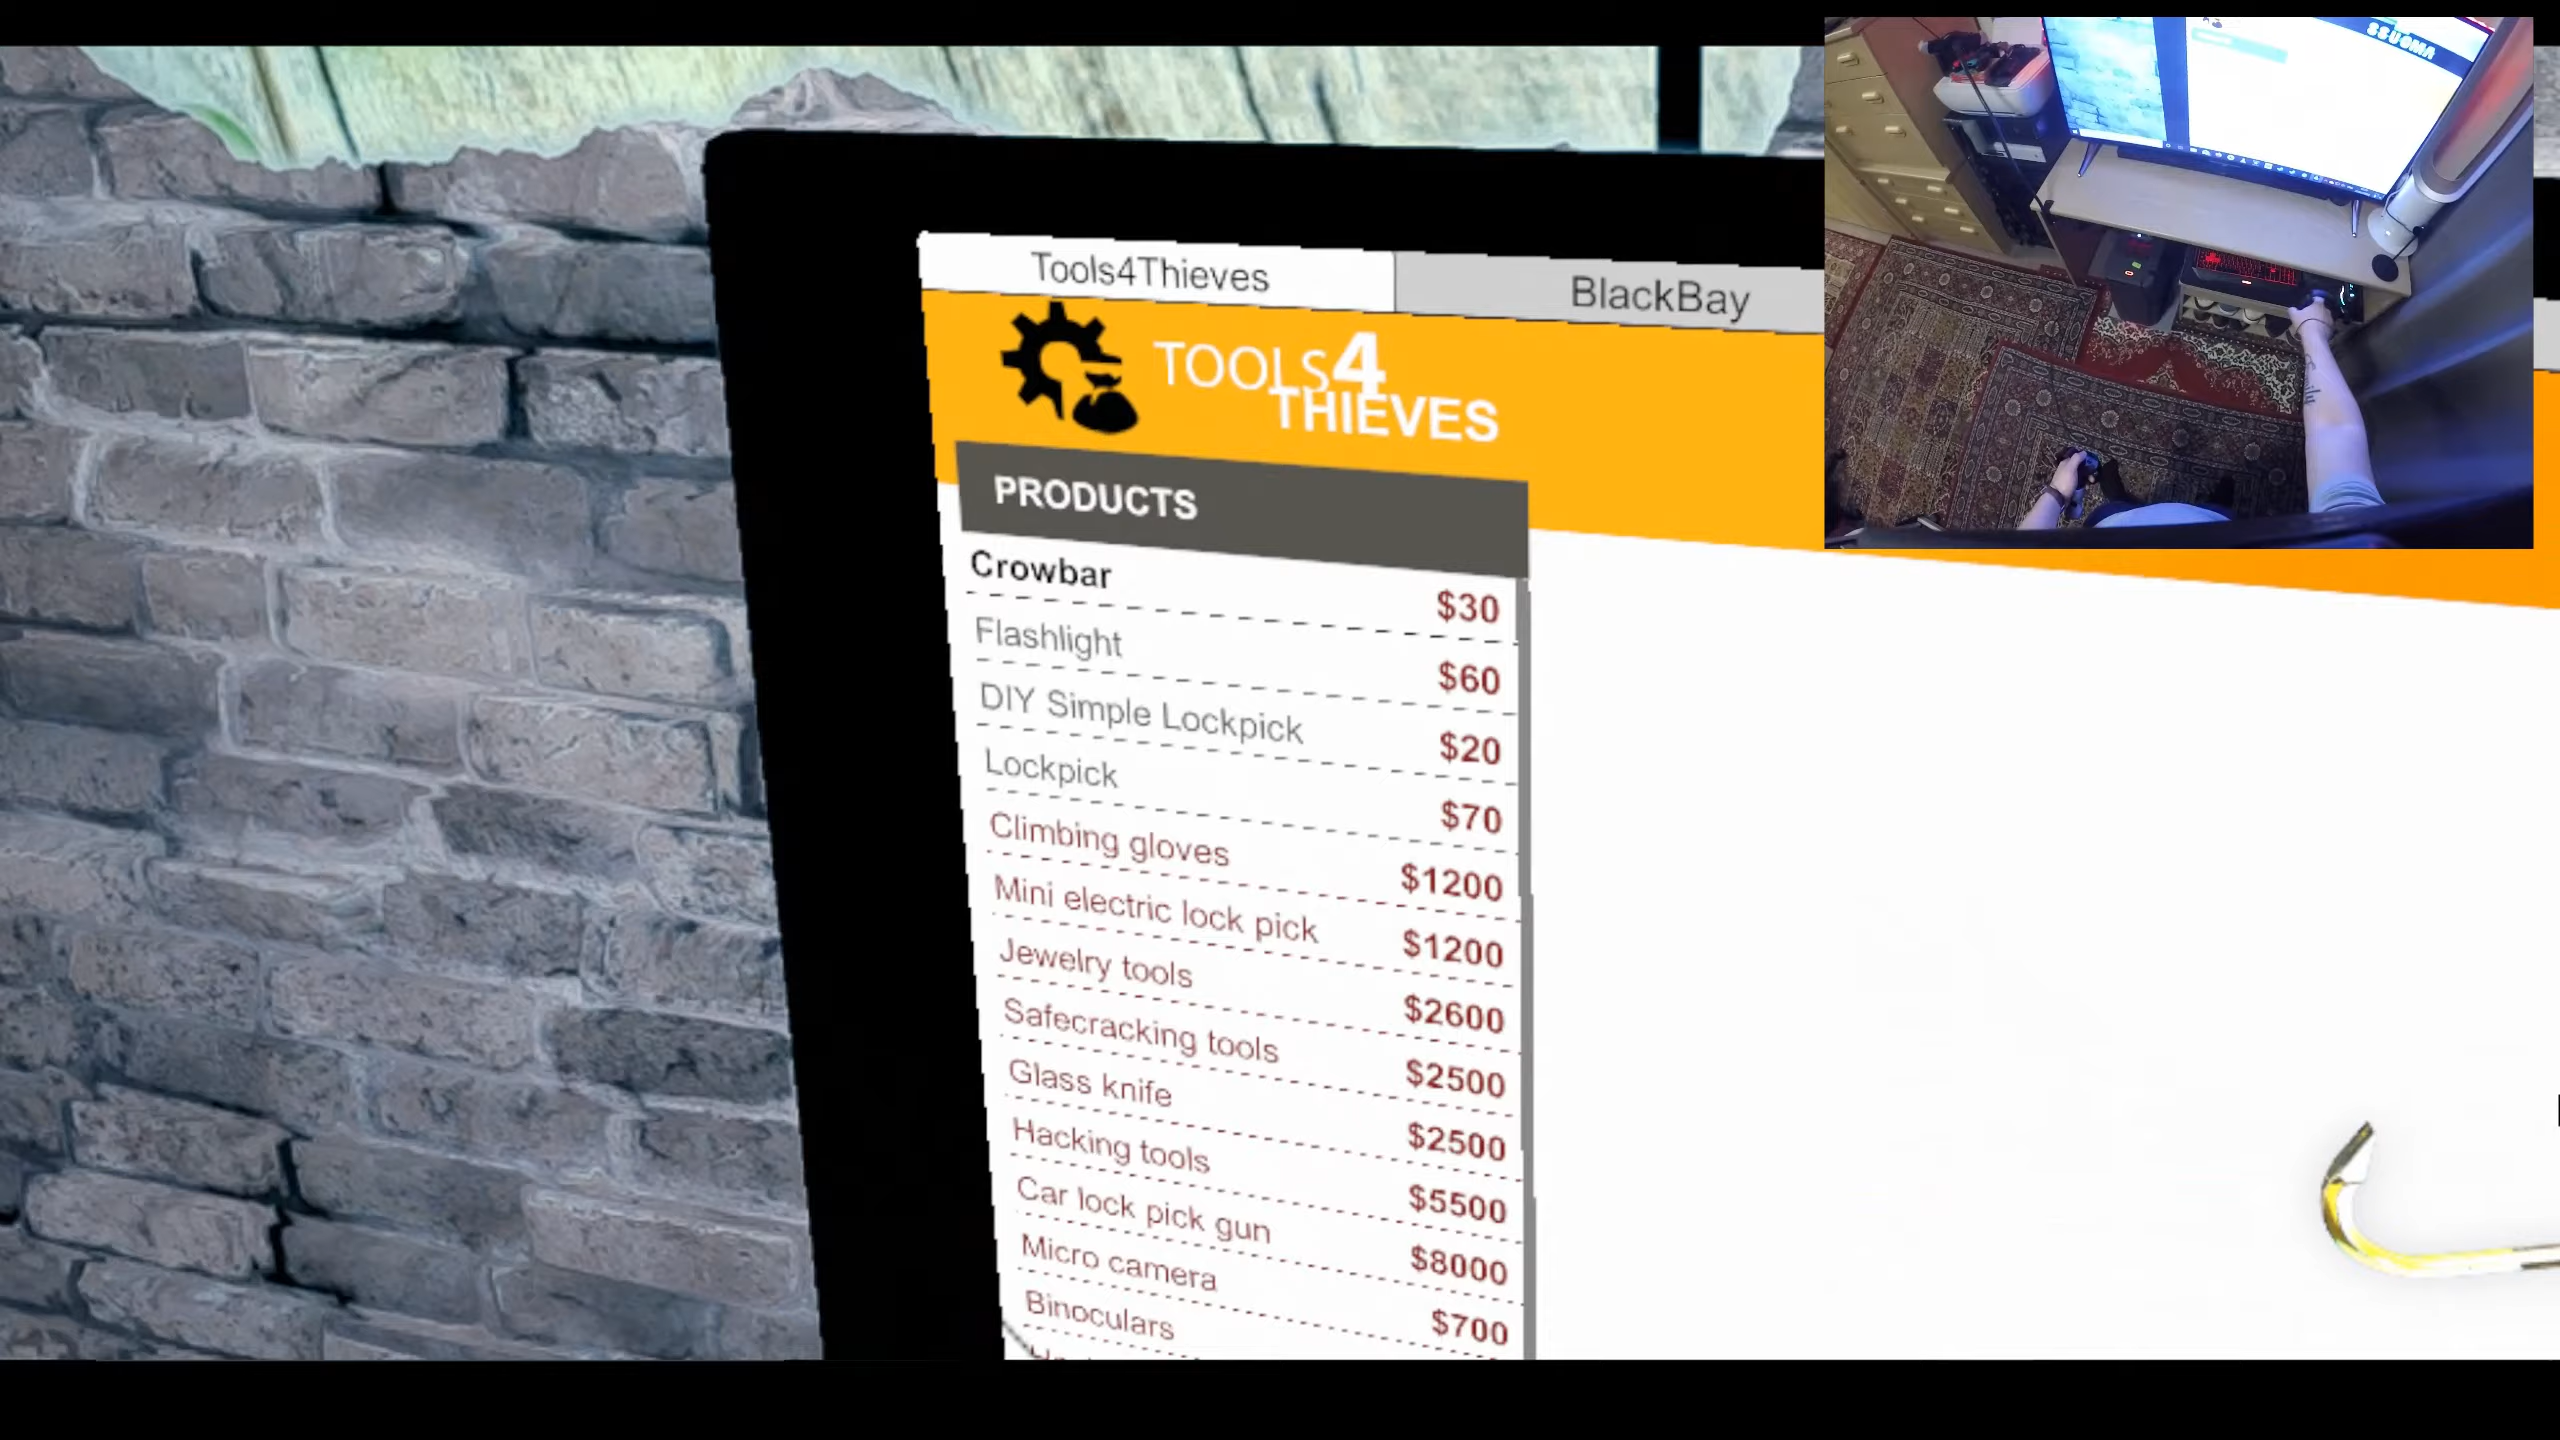 Tools4Thieves
BlackBay
TOOLS4
THIEVES
PRODUCTS
Crowbar $30
Flashlight $60
DIY Simple Lockpick $20
Lockpick $70
Climbing gloves $1200
Mini electric lock pick $1200
Jewelry tools $2600
Safecracking tools $2500
Glass knife $2500
Hacking tools $5500
Car lock pick gun $8000
Micro camera $700
Binoculars